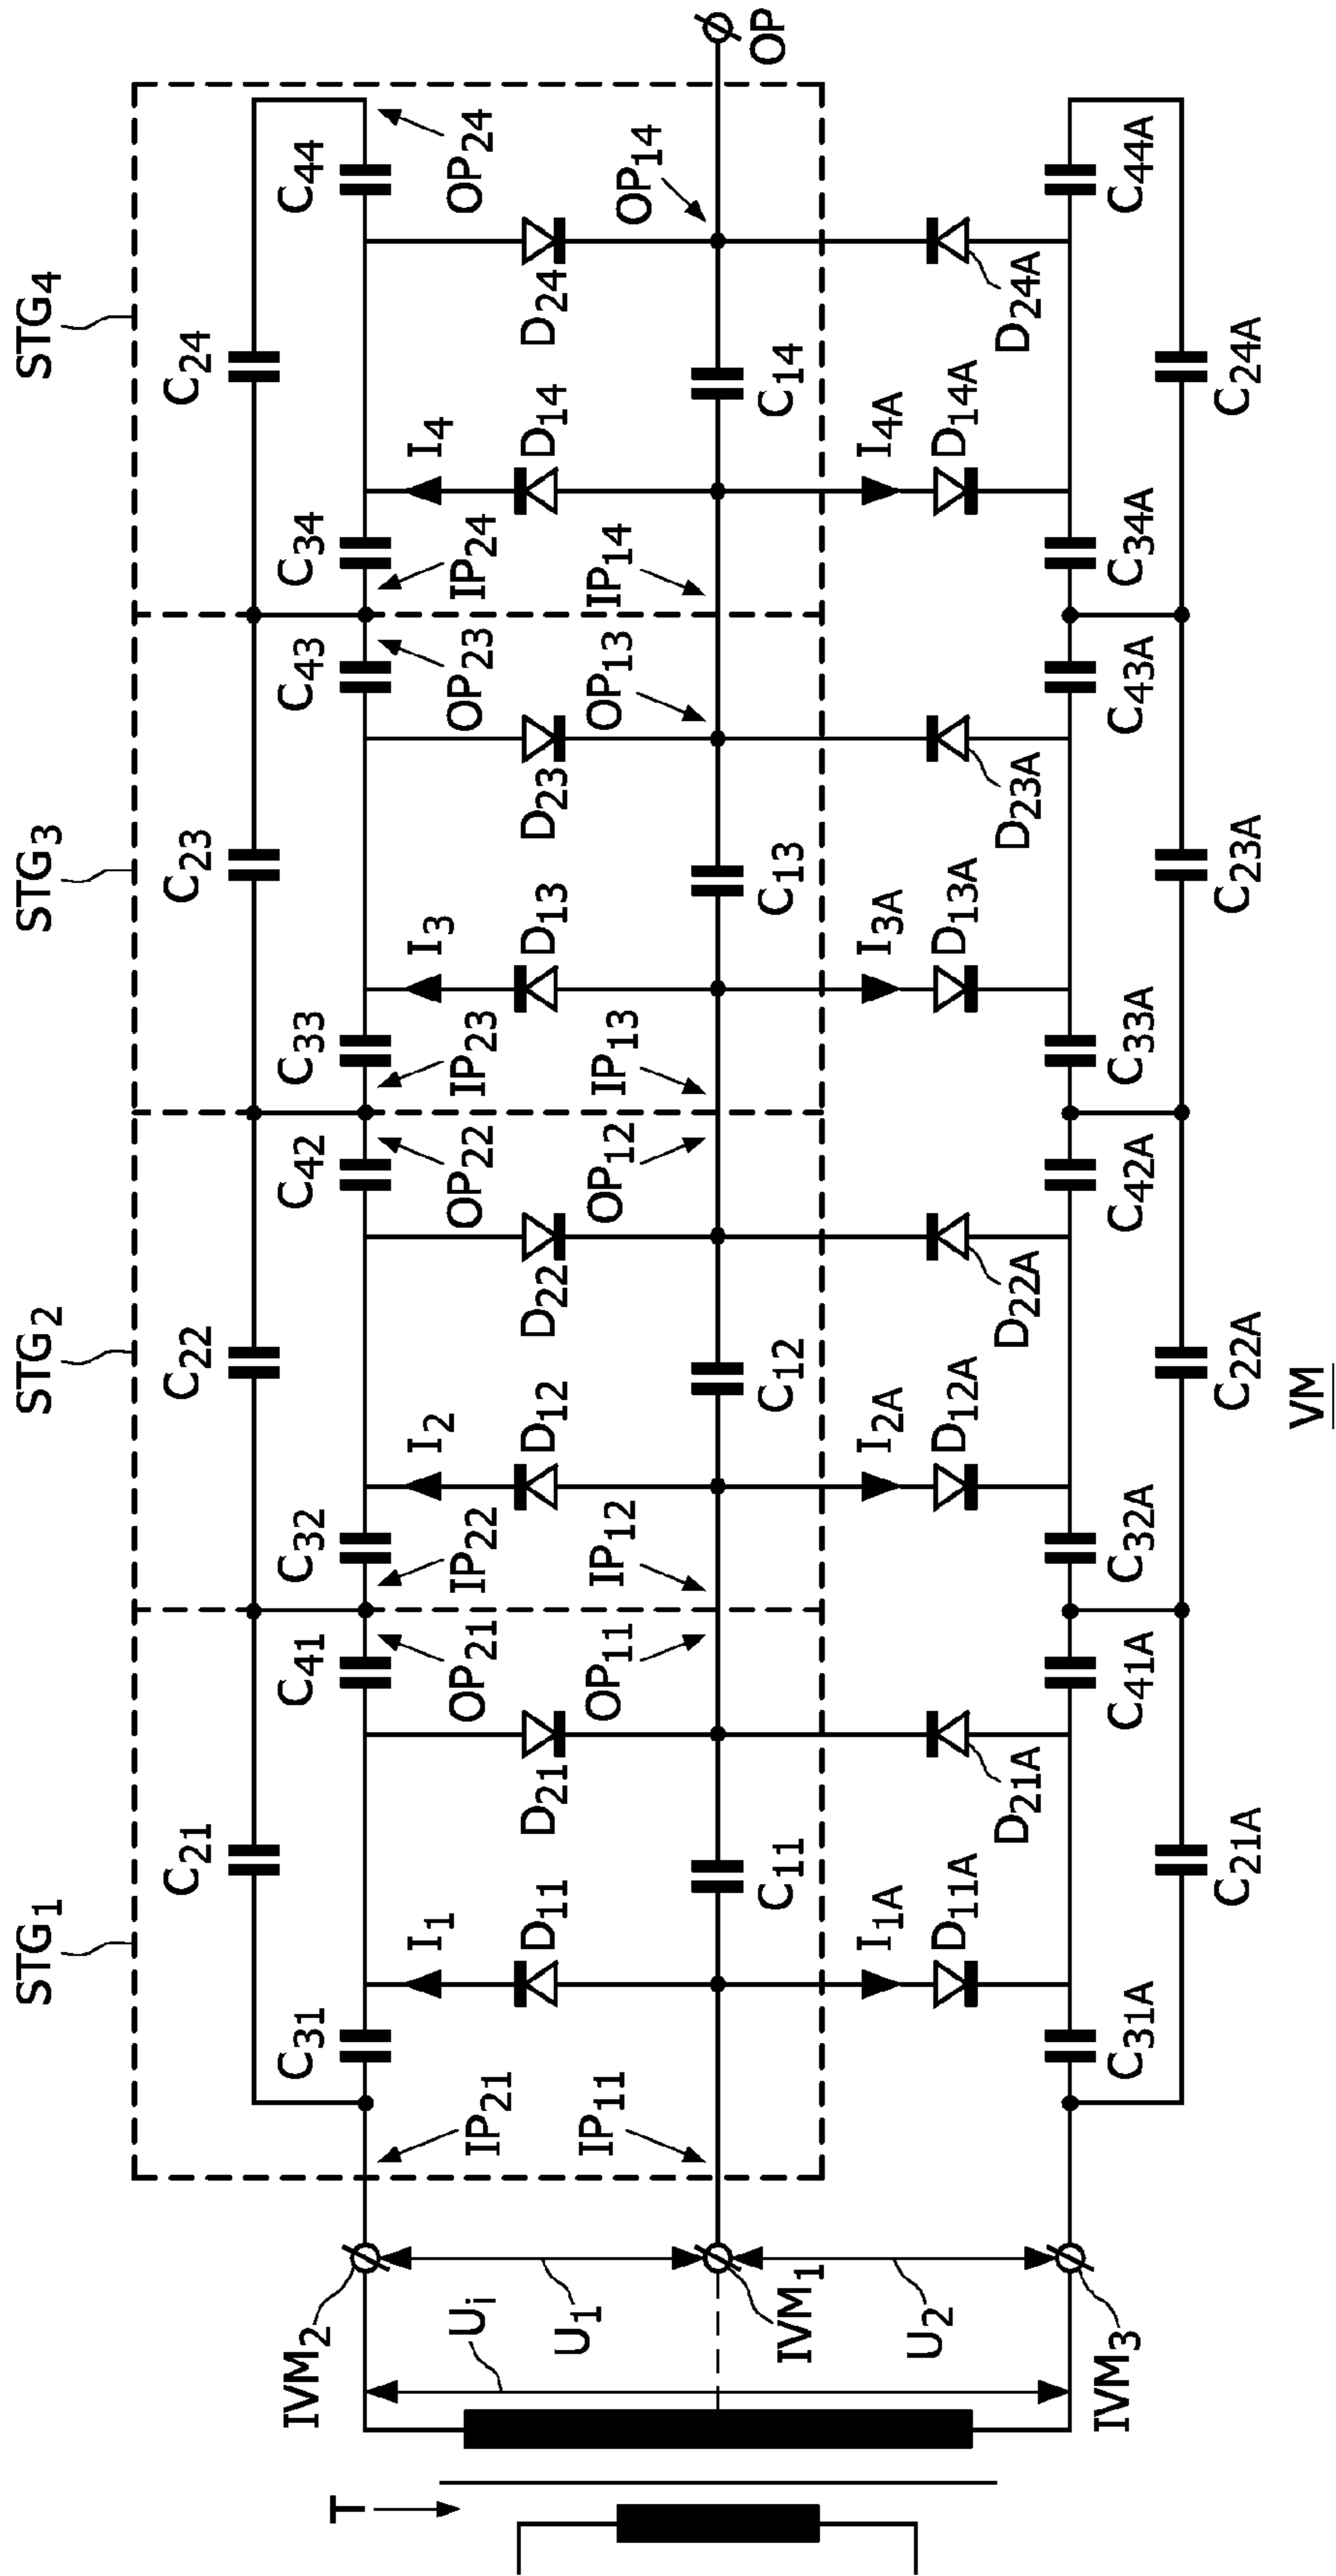 STG1 STG2 STG3 STG4
C21 C22 C23 C24
C31 C41 C32 C42 C33 C43 C34 C44
IVM2 IP21 OP21 IP22 OP22 IP23 OP23 IP24 OP24
I1 I2 I3 I4
Ui
D11 D21 D12 D22 D13 D23 D14 D24
T
U1
IP11 OP11 IP12 OP12 IP13 OP13 IP14 OP14
OP
IVM1 C11 C12 C13 C14
I1A I2A I3A I4A
U2
D11A D21A D12A D22A D13A D23A D14A D24A
IVM3 C31A C41A C32A C42A C33A C43A C34A C44A
C21A C22A C23A C24A
VM